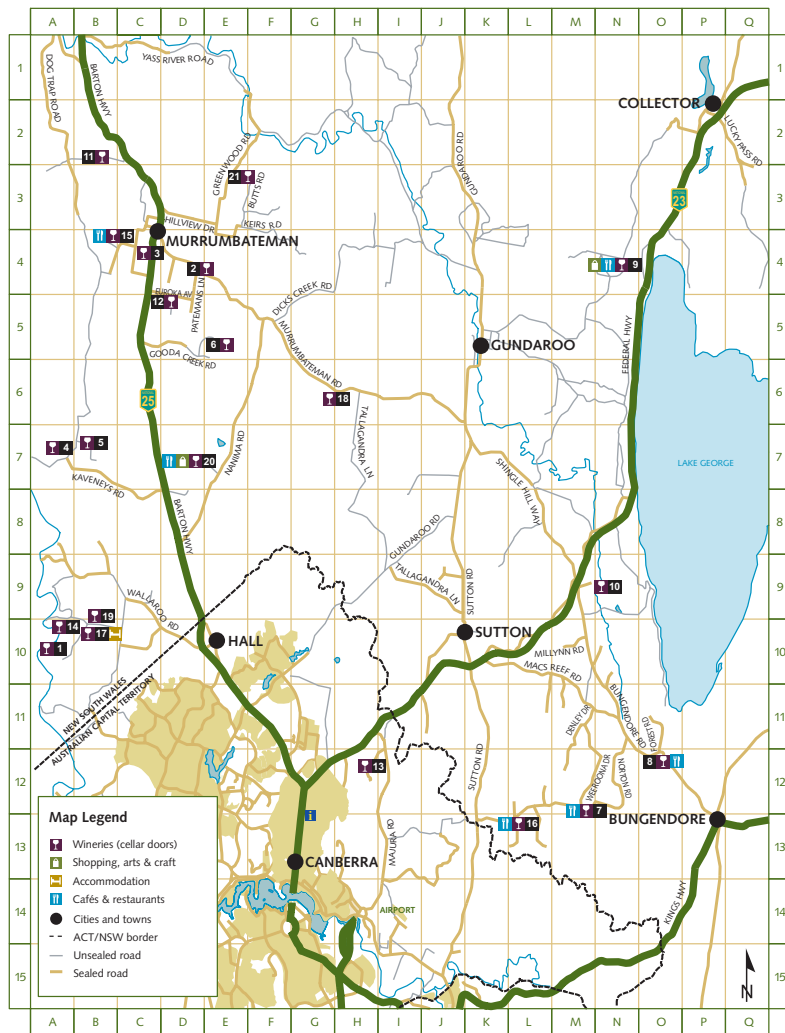 A B C D E F G H I J K L M N O P Q
1
YASS RIVER ROAD
DOG TRAP ROAD
BARTON HWY
COLLECTOR
LUCKY PASS RD
2
GREENWOOD RD
GUNDAROO RD
11
21
BUTTS RD
3
23
HILLVIEW DR
KEIRS RD
15
MURRUMBATEMAN
3
4
2
9
EUROKA AV
PATEMANS LN
12
DICKS CREEK RD
5
MURRUMBATEMAN RD
FEDERAL HWY
6
GUNDAROO
GOODA CREEK RD
6
25
18
TALLAGANDRA LN
4
5
7
20
NANIMA RD
LAKE GEORGE
KAVENEYS RD
SHINGLE HILL WAY
8
BARTON HWY
GUNDAROO RD
9
TALLAGANDRA LN
SUTTON RD
10
WALLAROO RD
19
14
17
1
10
HALL
SUTTON
MILLYNN RD
MACS REEF RD
NEW SOUTH WALES
AUSTRALIAN CAPITAL TERRITORY
11
BUNGENDORE RD
DENLEY DR
FOREST RD
SUTTON RD
8
13
12
WEEROONA DR
NORTON RD
7
16
BUNGENDORE
i
MAJURA RD
13
CANBERRA
KINGS HWY
14
AIRPORT
15
N
Map Legend
Wineries (cellar doors)
Shopping, arts & craft
Accommodation
Cafés & restaurants
Cities and towns
ACT/NSW border
Unsealed road
Sealed road
A B C D E F G H I J K L M N O P Q